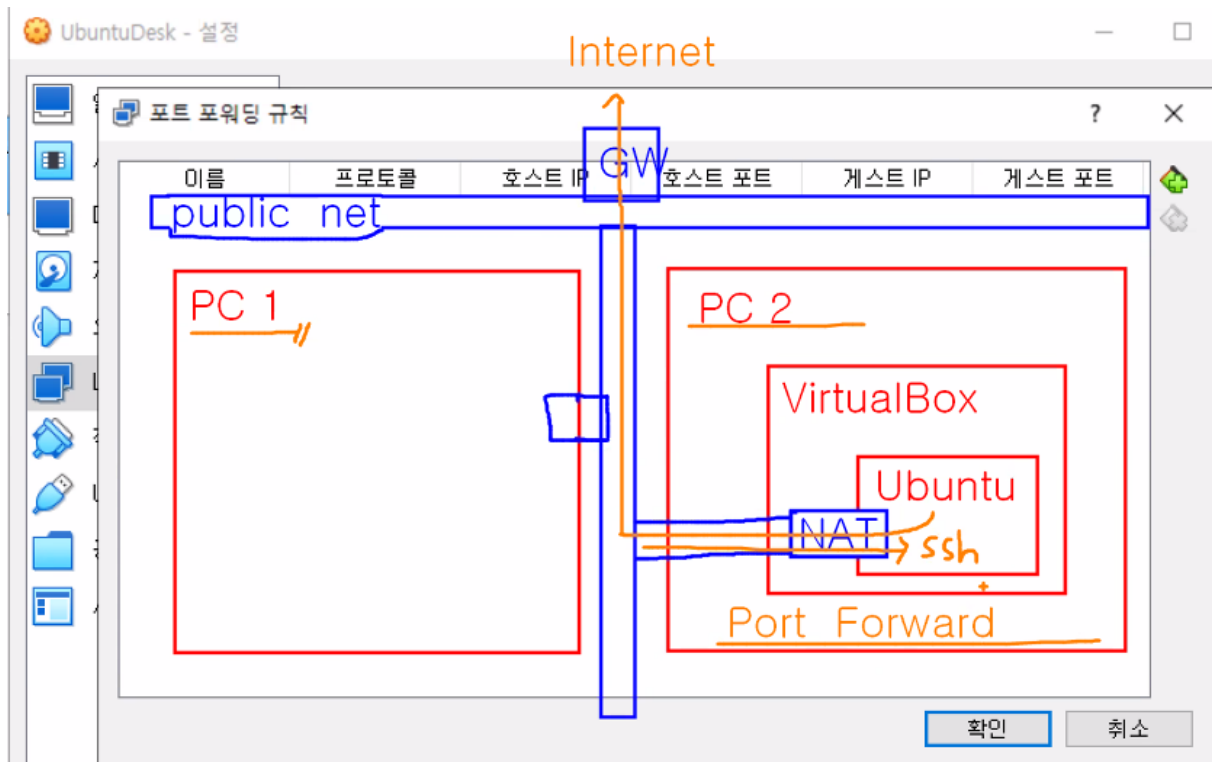 UbuntuDesk - 설정
Internet
포트 포워딩 규칙
?
GW
이름 프로토콜 호스트 IP 호스트 포트 게스트 IP 게스트 포트
public net
PC 1
PC 2
VirtualBox
Ubuntu
NAT
ssh
Port Forward
확인 취소